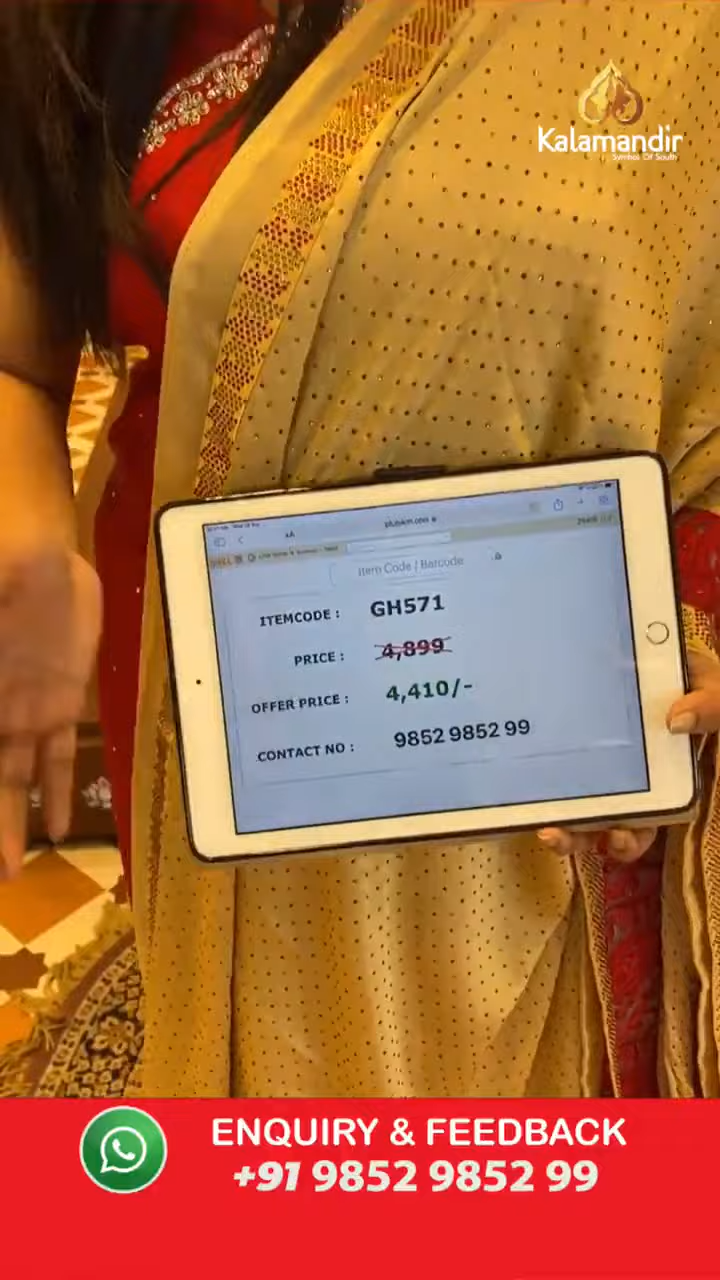 Kalamandir
Symbol Of South
Item Code / Barcode
ITEMCODE : GH571
PRICE : 4,899
OFFER PRICE : 4,410/-
CONTACT NO : 9852 9852 99
ENQUIRY & FEEDBACK
+91 9852 9852 99